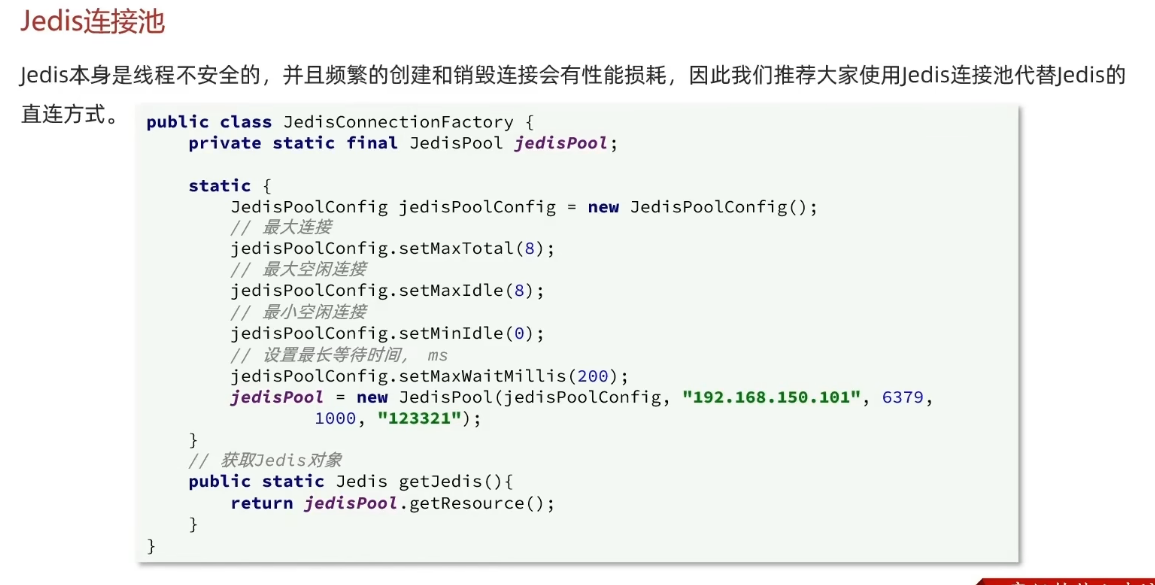 Jedis连接池
Jedis本身是线程不安全的，并且频繁的创建和销毁连接会有性能损耗，因此我们推荐大家使用Jedis连接池代替Jedis的
直连方式。
public class JedisConnectionFactory {
    private static final JedisPool jedisPool;

    static {
        JedisPoolConfig jedisPoolConfig = new JedisPoolConfig();
        // 最大连接
        jedisPoolConfig.setMaxTotal(8);
        // 最大空闲连接
        jedisPoolConfig.setMaxIdle(8);
        // 最小空闲连接
        jedisPoolConfig.setMinIdle(0);
        // 设置最长等待时间， ms
        jedisPoolConfig.setMaxWaitMillis(200);
        jedisPool = new JedisPool(jedisPoolConfig, "192.168.150.101", 6379,
                1000, "123321");
    }
    // 获取Jedis对象
    public static Jedis getJedis(){
        return jedisPool.getResource();
    }
}